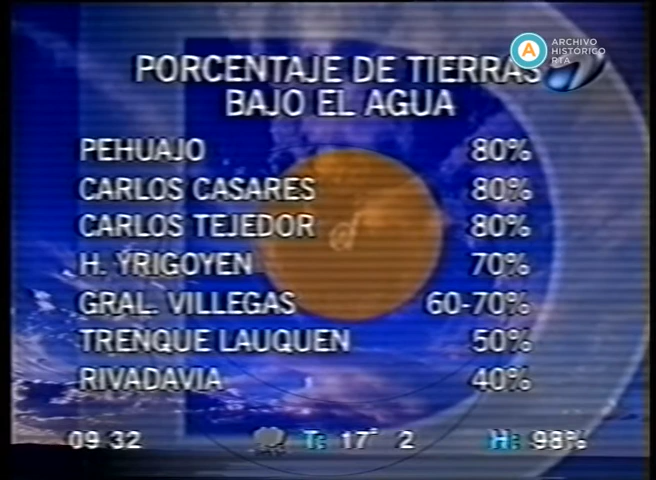 ARCHIVO
HISTORICO
RTA
PORCENTAJE DE TIERRAS
BAJO EL AGUA
PEHUAJO 80%
CARLOS CASARES 80%
CARLOS TEJEDOR 80%
H. YRIGOYEN 70%
GRAL. VILLEGAS 60-70%
TRENQUE LAUQUEN 50%
RIVADAVIA 40%
09:32 T: 17° 2 H: 98%